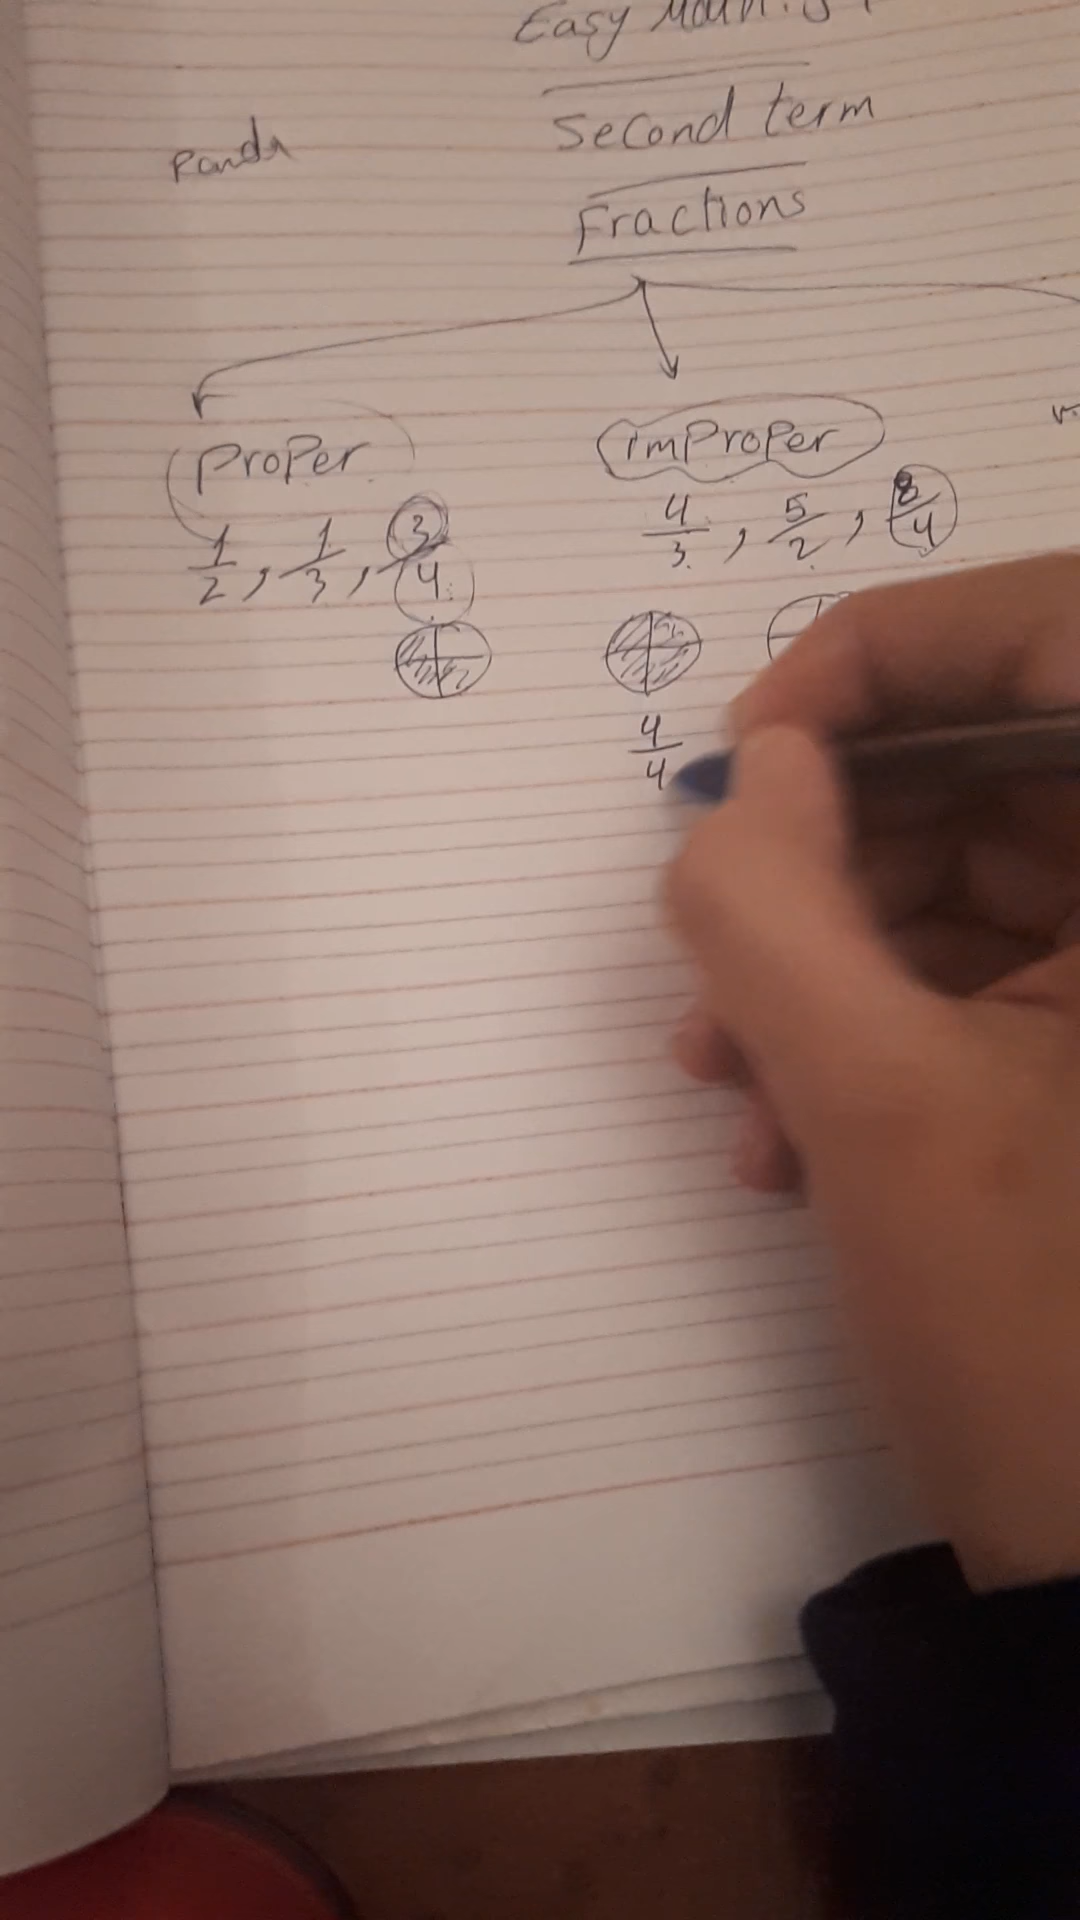 Easy
Second term
Panda
Fractions
Proper improper
1/2, 1/3, 3/4 4/3, 5/2, 8/4
4/4